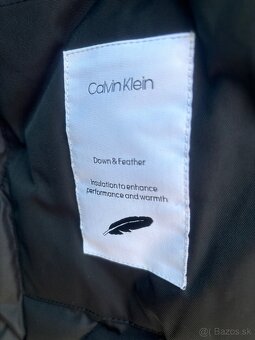 Calvin Klein
Down & Feather
Insulation to enhance
performance and warmth.
@( Bazos.sk